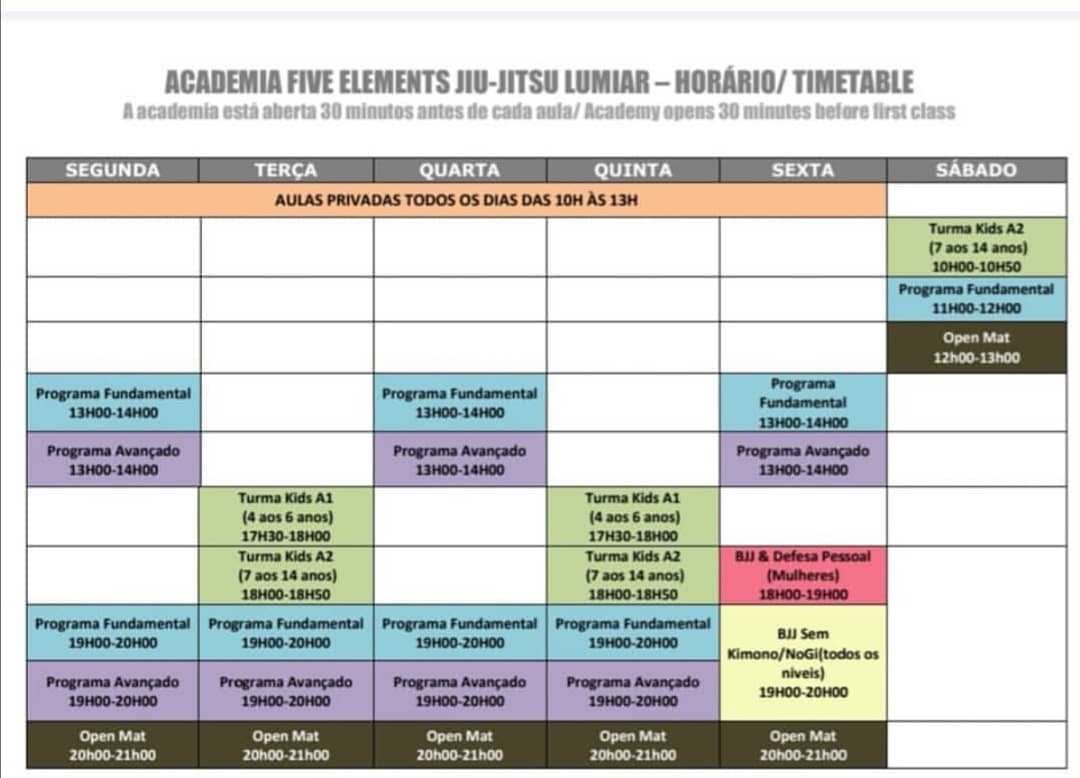 ACADEMIA FIVE ELEMENTS JIU-JITSU LUMIAR – HORÁRIO/ TIMETABLE
A academia está aberta 30 minutos antes de cada aula/ Academy opens 30 minutes before first class
SEGUNDA TERÇA QUARTA QUINTA SEXTA SÁBADO
AULAS PRIVADAS TODOS OS DIAS DAS 10H ÀS 13H
Turma Kids A2
(7 aos 14 anos)
10H00-10H50
Programa Fundamental
11H00-12H00
Open Mat
12h00-13h00
Programa Fundamental
13H00-14H00
Programa Fundamental
13H00-14H00
Programa
Fundamental
13H00-14H00
Programa Avançado
13H00-14H00
Programa Avançado
13H00-14H00
Programa Avançado
13H00-14H00
Turma Kids A1
(4 aos 6 anos)
17H30-18H00
Turma Kids A1
(4 aos 6 anos)
17H30-18H00
Turma Kids A2
(7 aos 14 anos)
18H00-18H50
Turma Kids A2
(7 aos 14 anos)
18H00-18H50
BJJ & Defesa Pessoal
(Mulheres)
18H00-19H00
Programa Fundamental
19H00-20H00
Programa Fundamental
19H00-20H00
Programa Fundamental
19H00-20H00
Programa Fundamental
19H00-20H00
BJJ Sem
Kimono/NoGi(todos os
niveis)
19H00-20H00
Programa Avançado
19H00-20H00
Programa Avançado
19H00-20H00
Programa Avançado
19H00-20H00
Programa Avançado
19H00-20H00
Open Mat
20h00-21h00
Open Mat
20h00-21h00
Open Mat
20h00-21h00
Open Mat
20h00-21h00
Open Mat
20h00-21h00